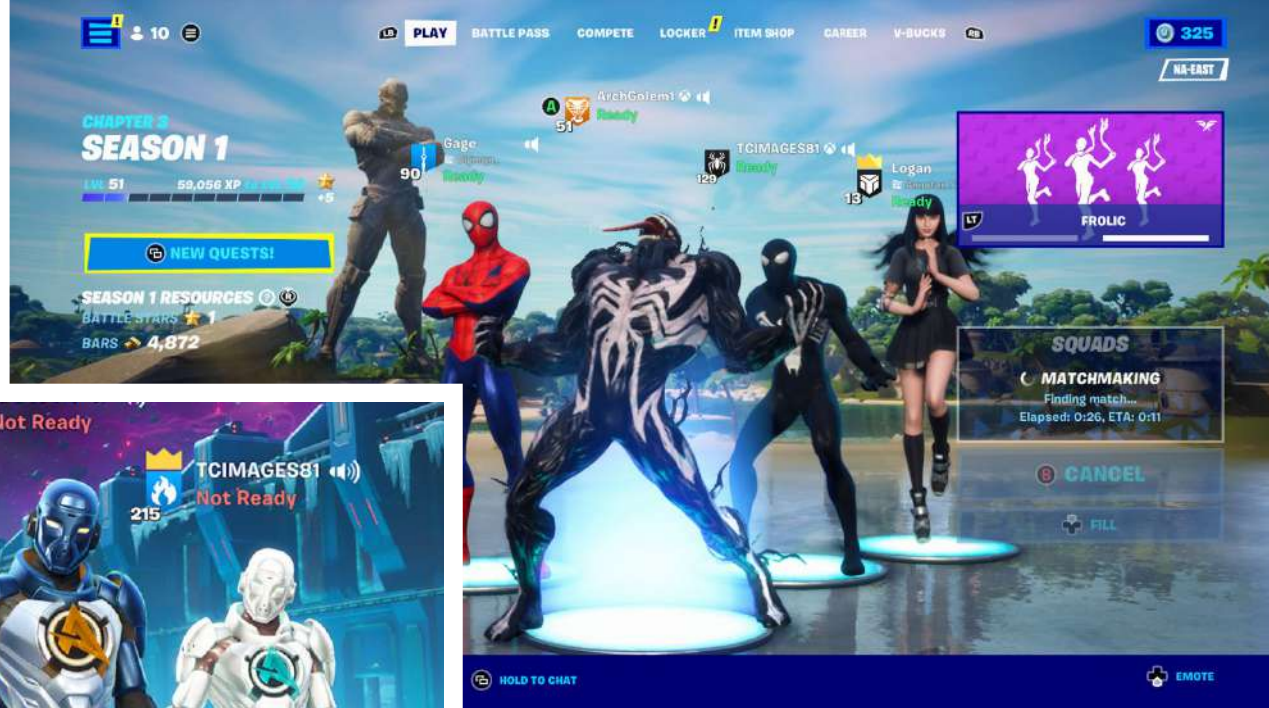 !
10
LB
PLAY
BATTLE PASS
COMPETE
LOCKER
!
ITEM SHOP
CAREER
V-BUCKS
RB
325
NA-EAST
CHAPTER 3
SEASON 1
LVL 51
59,056 XP
+5
NEW QUESTS!
SEASON 1 RESOURCES
R
BATTLE STARS 1
BARS 4,872
Gage
90
Ready
A
ArchGolem1
51
Ready
TCIMAGES81
129
Ready
Logan
13
Ready
LT
FROLIC
SQUADS
MATCHMAKING
Finding match...
Elapsed: 0:26, ETA: 0:11
B CANCEL
FILL
HOLD TO CHAT
EMOTE
Not Ready
TCIMAGES81
215
Not Ready